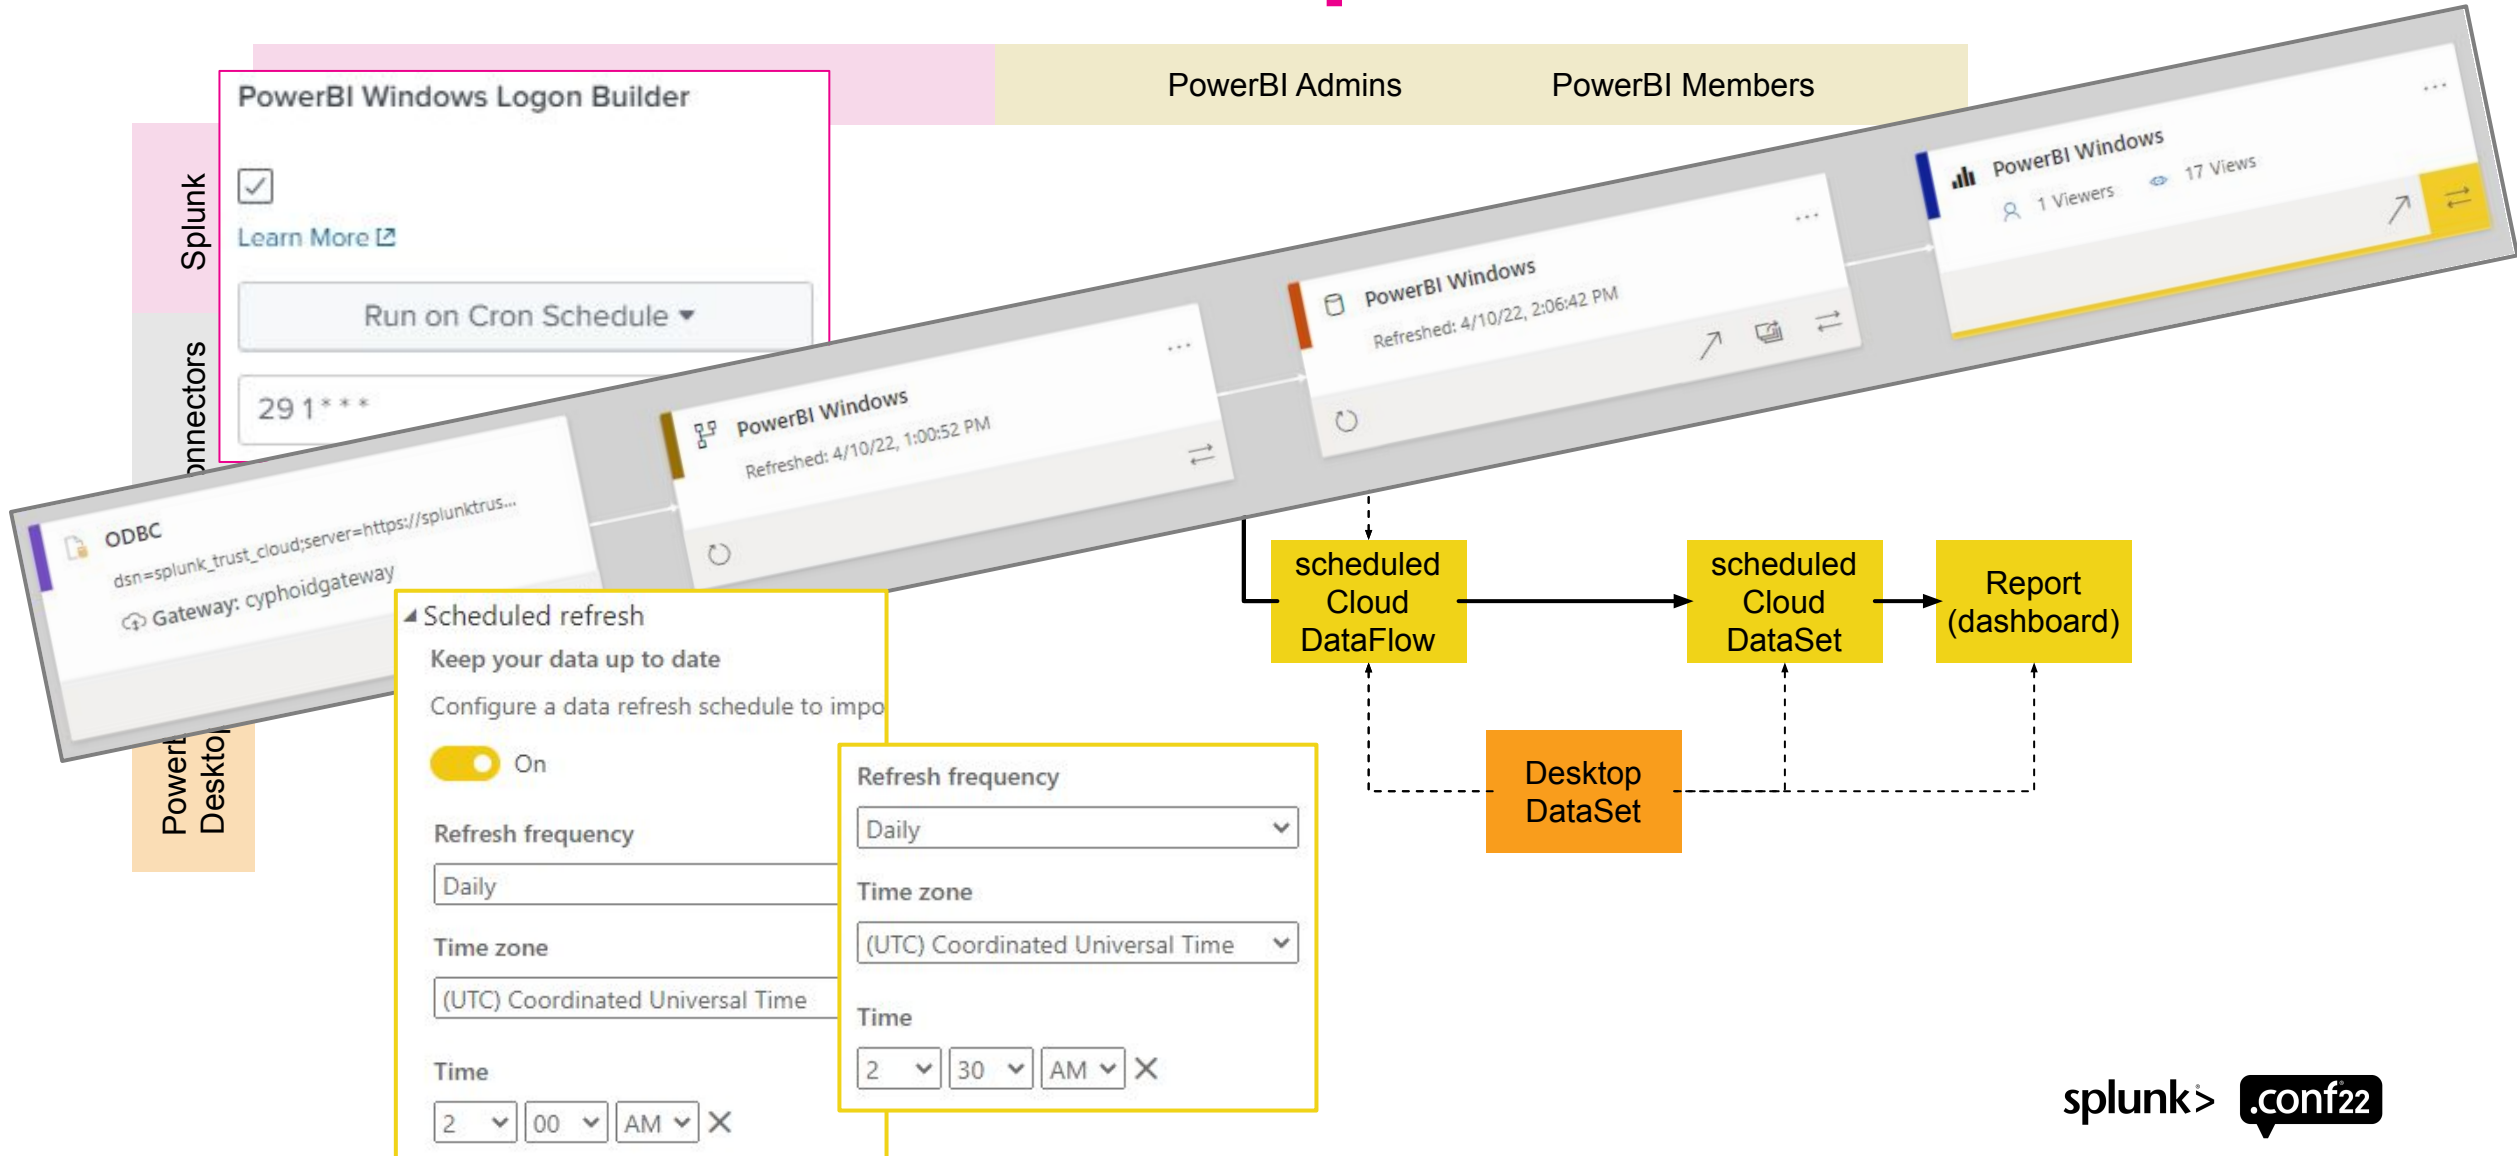 PowerBI Admins
PowerBI Members
PowerBI Windows Logon Builder
Learn More
Run on Cron Schedule
29 1 * * *
Splunk
onnectors
Desktop
ODBC
dsn=splunk_trust_cloud;server=https://splunktrus...
Gateway: cyphoidgateway
PowerBI Windows
Refreshed: 4/10/22, 1:00:52 PM
PowerBI Windows
Refreshed: 4/10/22, 2:06:42 PM
PowerBI Windows
1 Viewers
17 Views
scheduled
Cloud
DataFlow
scheduled
Cloud
DataSet
Report
(dashboard)
Desktop
DataSet
Scheduled refresh
Keep your data up to date
Configure a data refresh schedule to impo
On
Refresh frequency
Daily
Time zone
(UTC) Coordinated Universal Time
Time
2 00 AM
Refresh frequency
Daily
Time zone
(UTC) Coordinated Universal Time
Time
2 30 AM
splunk>
.conf22